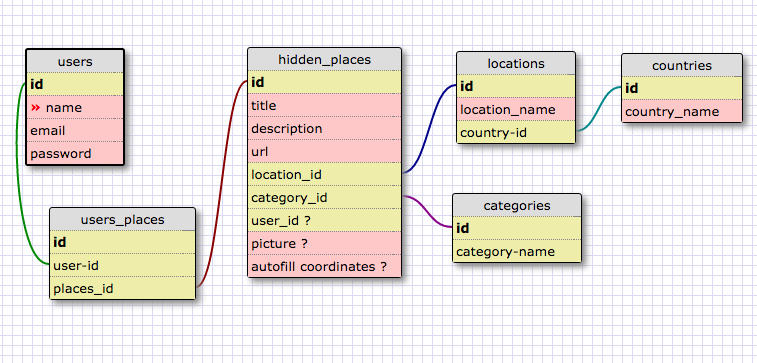 users
id
» name
email
password
users_places
id
user-id
places_id
hidden_places
id
title
description
url
location_id
category_id
user_id ?
picture ?
autofill coordinates ?
locations
id
location_name
country-id
categories
id
category-name
countries
id
country_name